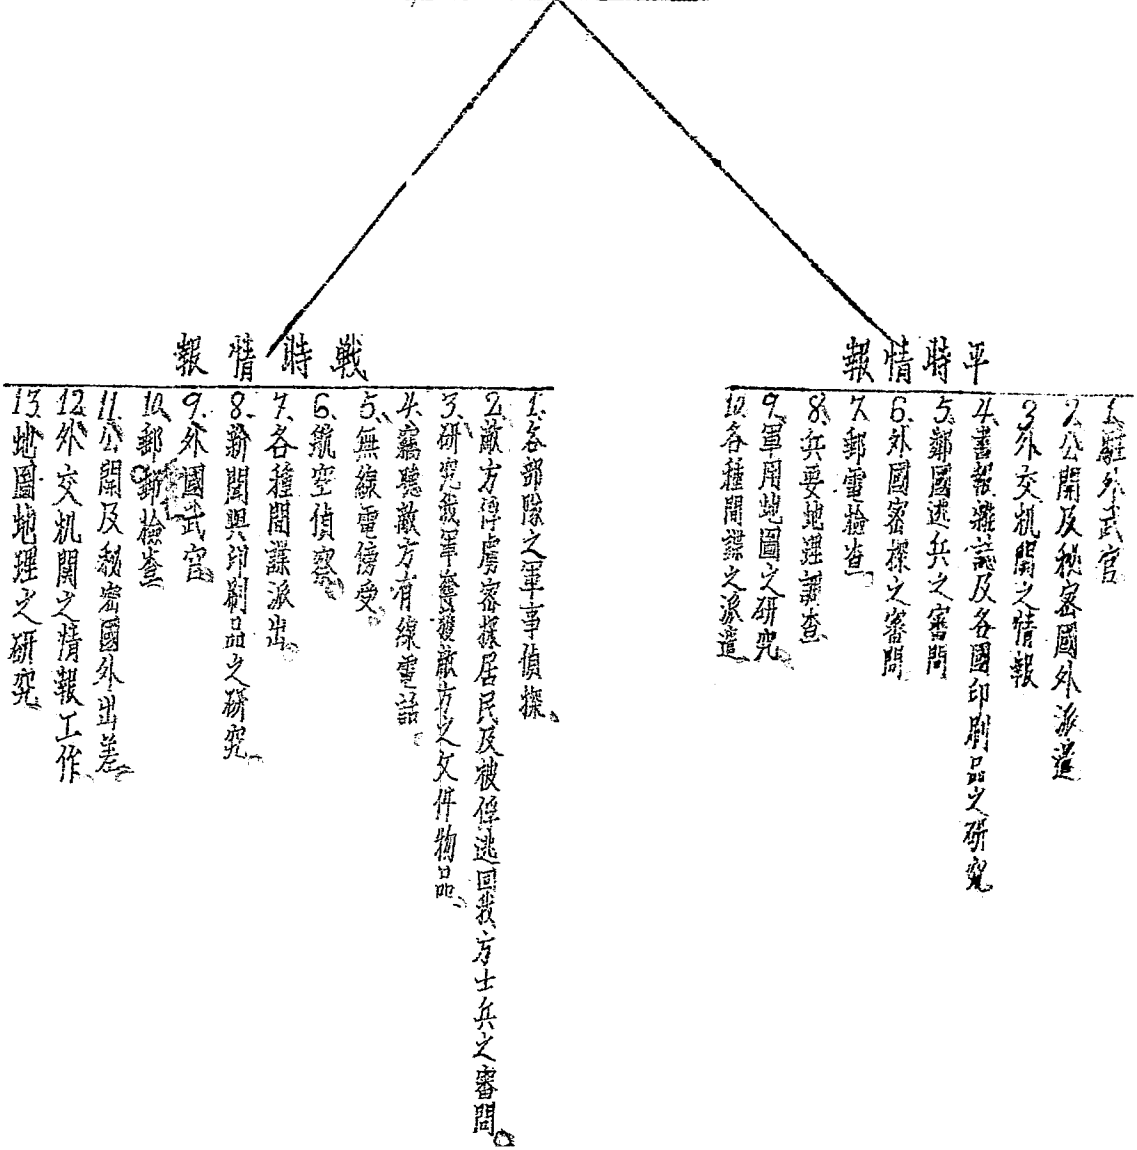 平時情報
1.駐外武官
2.公開及秘密國外派遣
3.外交机關之情報
4.書報雜誌及各國印刷品之研究
5.鄰國逃兵之審問
6.外國密探之審問
7.郵電檢查
8.兵要地理調查
9.軍用地圖之研究
10.各種間諜之派遣
戰時情報
1.各部隊之軍事偵探。
2.敵方俘虜密探居民及被俘逃回我方士兵之審問。
3.研究我軍奪獲敵方之文件物品。
4.竊聽敵方有線電話。
5.無線電傍受。
6.航空偵察。
7.各種間諜派出。
8.新聞與印刷品之研究。
9.外國武官。
10.郵檢查
11.公開及秘密國外出差。
12.外交机關之情報工作。
13.地圖地理之研究。